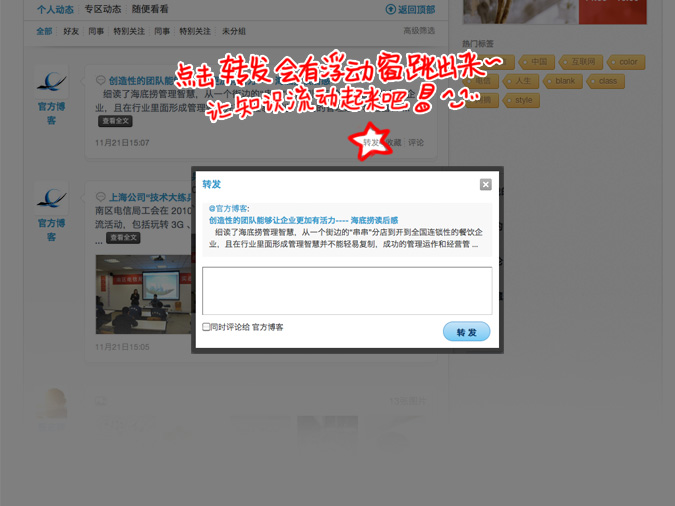 个人动态 专区动态 随便看看 返回顶部
全部 好友 同事 特别关注 同事 特别关注 未分组 高级筛选
热门标签
中国 互联网 color
人生 blank class
style
点击转发会有浮动窗跳出来~
让知识流动起来吧!~
官方博客
创造性的团队能
细读了海底捞管理智慧，从一个街边的"串
企业，且在行业里面形成管理智慧
查看全文
11月21日15:07 转发 收藏 评论
转发
@官方博客:
创造性的团队能够让企业更加有活力---- 海底捞读后感
细读了海底捞管理智慧，从一个街边的"串串"分店到开到全国连锁性的餐饮企
业，且在行业里面形成管理智慧并不能轻易复制，成功的管理运作和经营管 ...
同时评论给 官方博客
转 发
官方博客
上海公司"技术大练兵
南区电信局工会在 2010
流活动，包括玩转 3G 、
... 查看全文
11月21日15:05